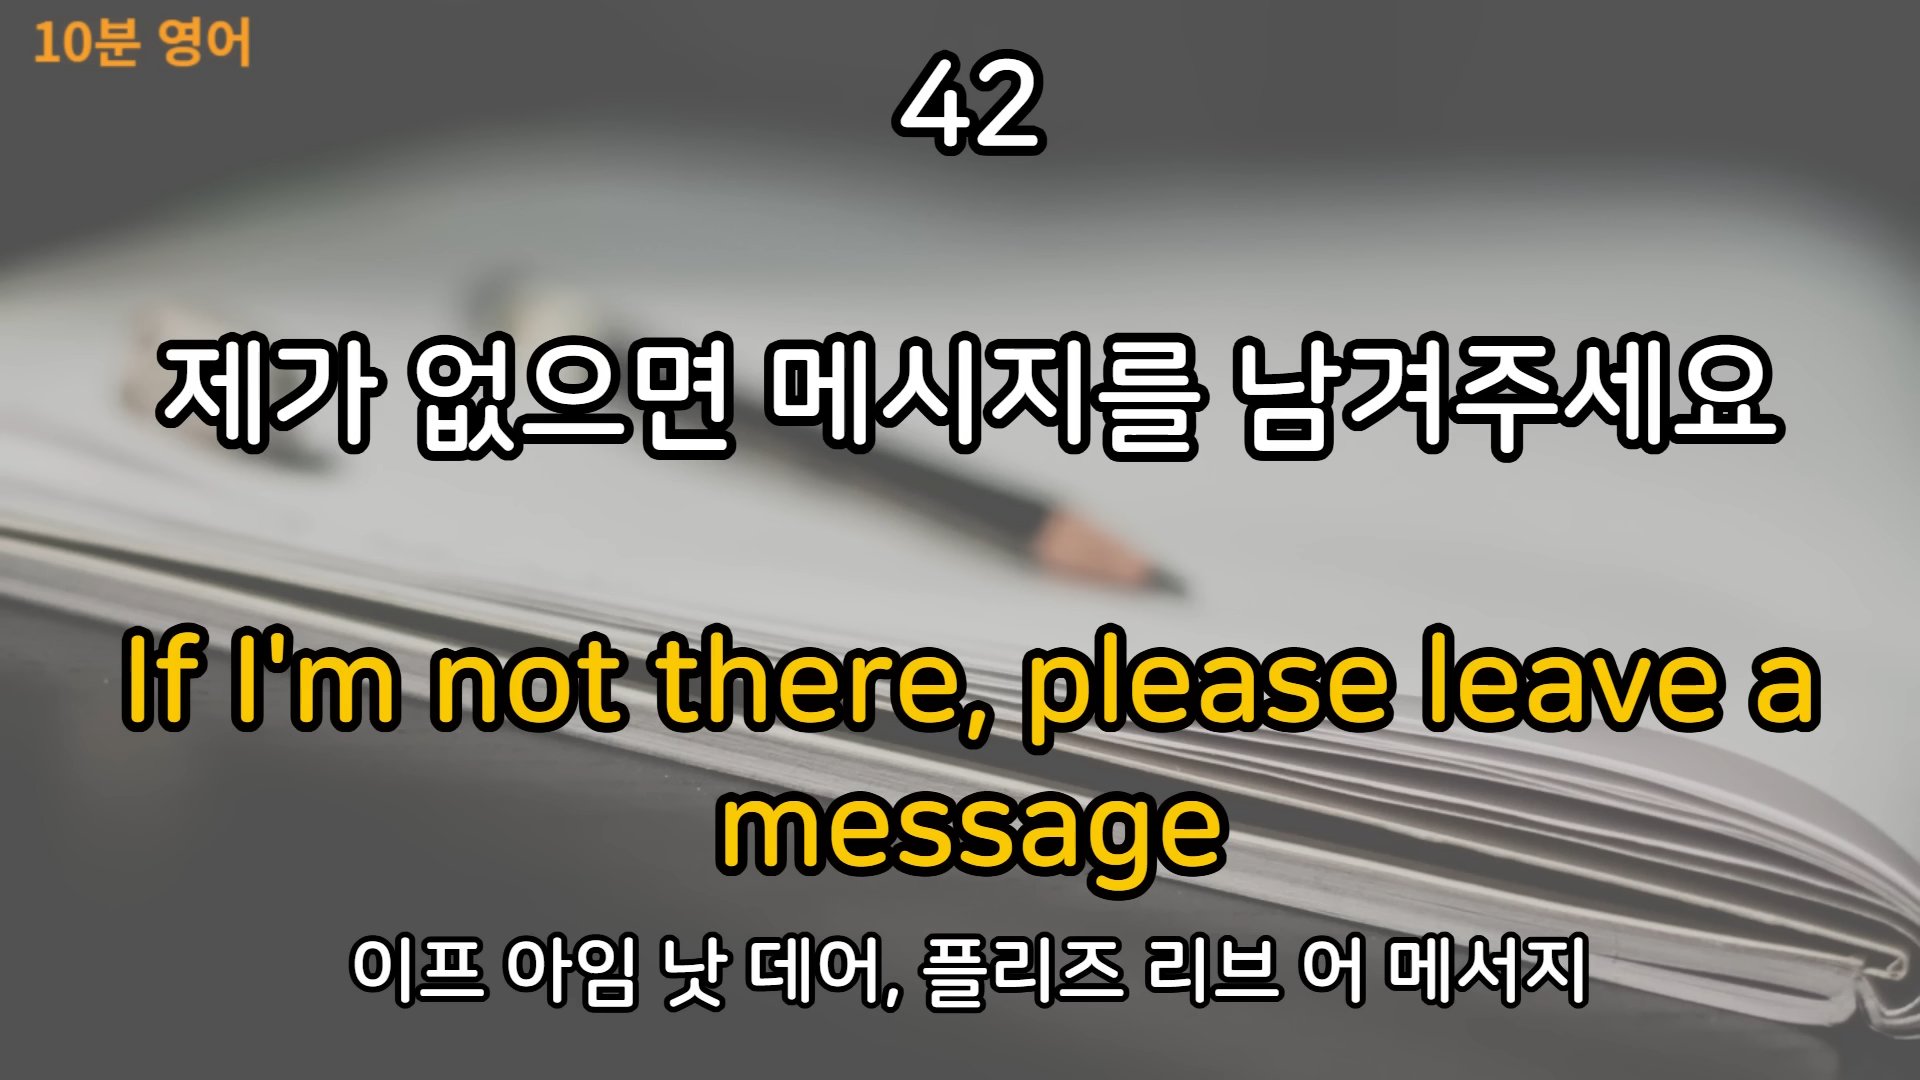 10분 영어
42
제가 없으면 메시지를 남겨주세요
If I'm not there, please leave a
message
이프 아임 낫 데어, 플리즈 리브 어 메서지